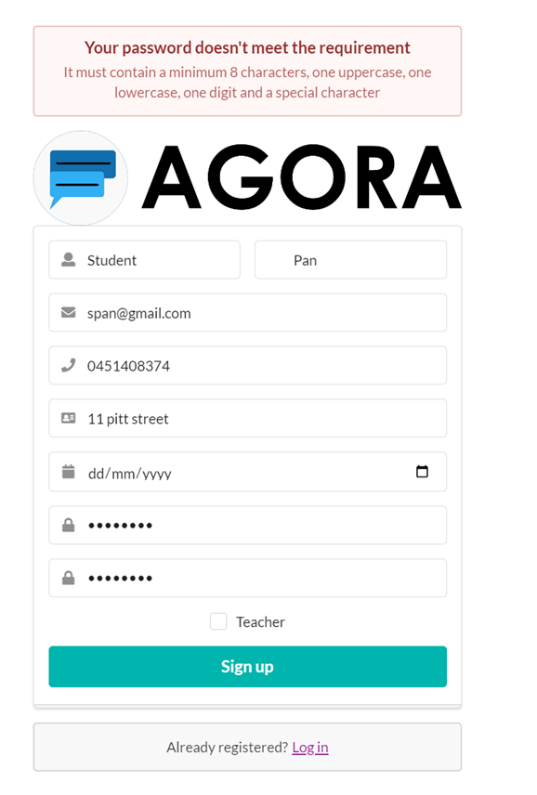 Your password doesn't meet the requirement
It must contain a minimum 8 characters, one uppercase, one
lowercase, one digit and a special character
AGORA
Student Pan
span@gmail.com
0451408374
11 pitt street
dd/mm/yyyy
••••••••
••••••••
Teacher
Sign up
Already registered? Log in